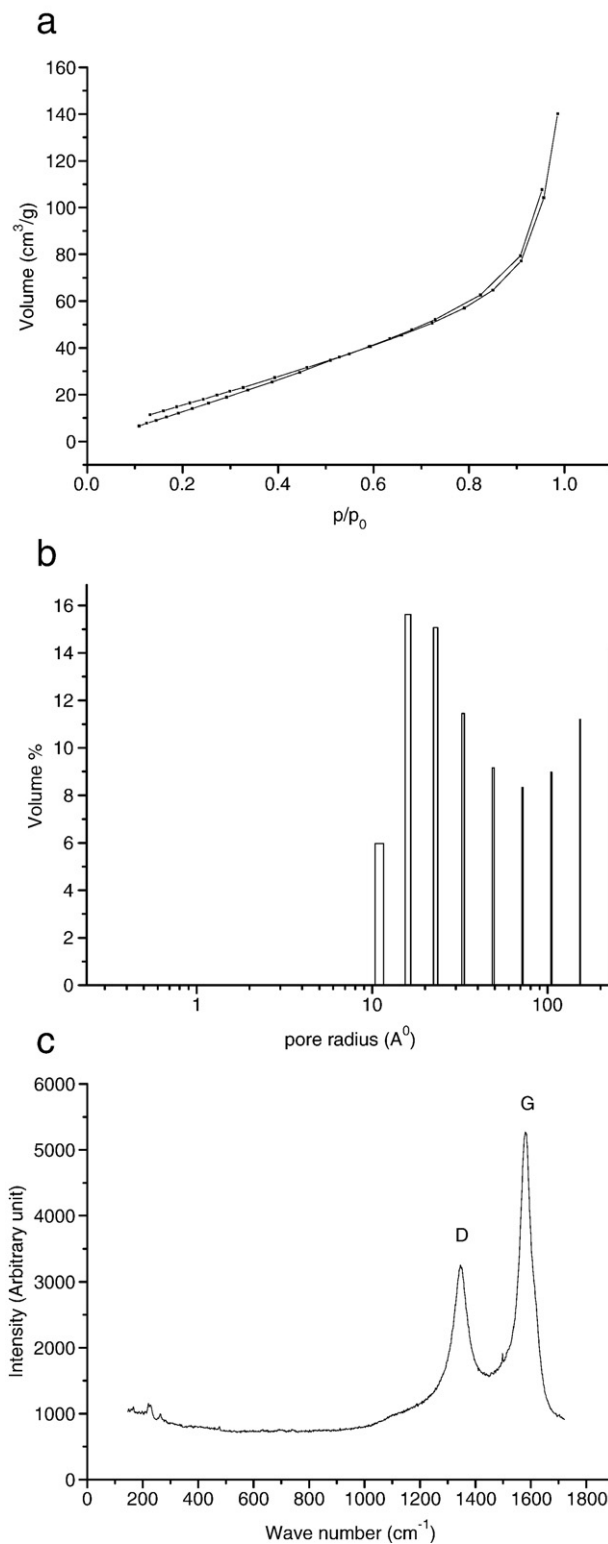 a
160
140
120
100
80
60
40
20
0
Volume (cm³/g)
0.0 0.2 0.4 0.6 0.8 1.0
p/p₀
b
16
14
12
10
8
6
4
2
0
Volume %
1 10 100
pore radius (A⁰)
c
6000
5000
4000
3000
2000
1000
0
Intensity (Arbitrary unit)
G
D
0 200 400 600 800 1000 1200 1400 1600 1800
Wave number (cm⁻¹)